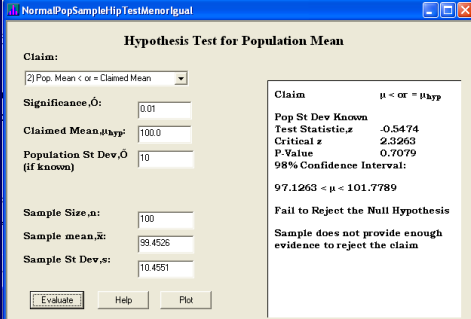 NormalPopSampleHipTestMenorIgual
Hypothesis Test for Population Mean
Claim:
2) Pop. Mean < or = Claimed Mean
Significance,Ó: 0.01
Claimed Mean,μhyp: 100.0
Population St Dev,Ó 10
(if known)
Sample Size,n: 100
Sample mean,x̄: 99.4526
Sample St Dev,s: 10.4551
Evaluate Help Plot
Claim μ < or = μhyp
Pop St Dev Known
Test Statistic,z -0.5474
Critical z 2.3263
P-Value 0.7079
98% Confidence Interval:
97.1263 < μ < 101.7789
Fail to Reject the Null Hypothesis
Sample does not provide enough
evidence to reject the claim